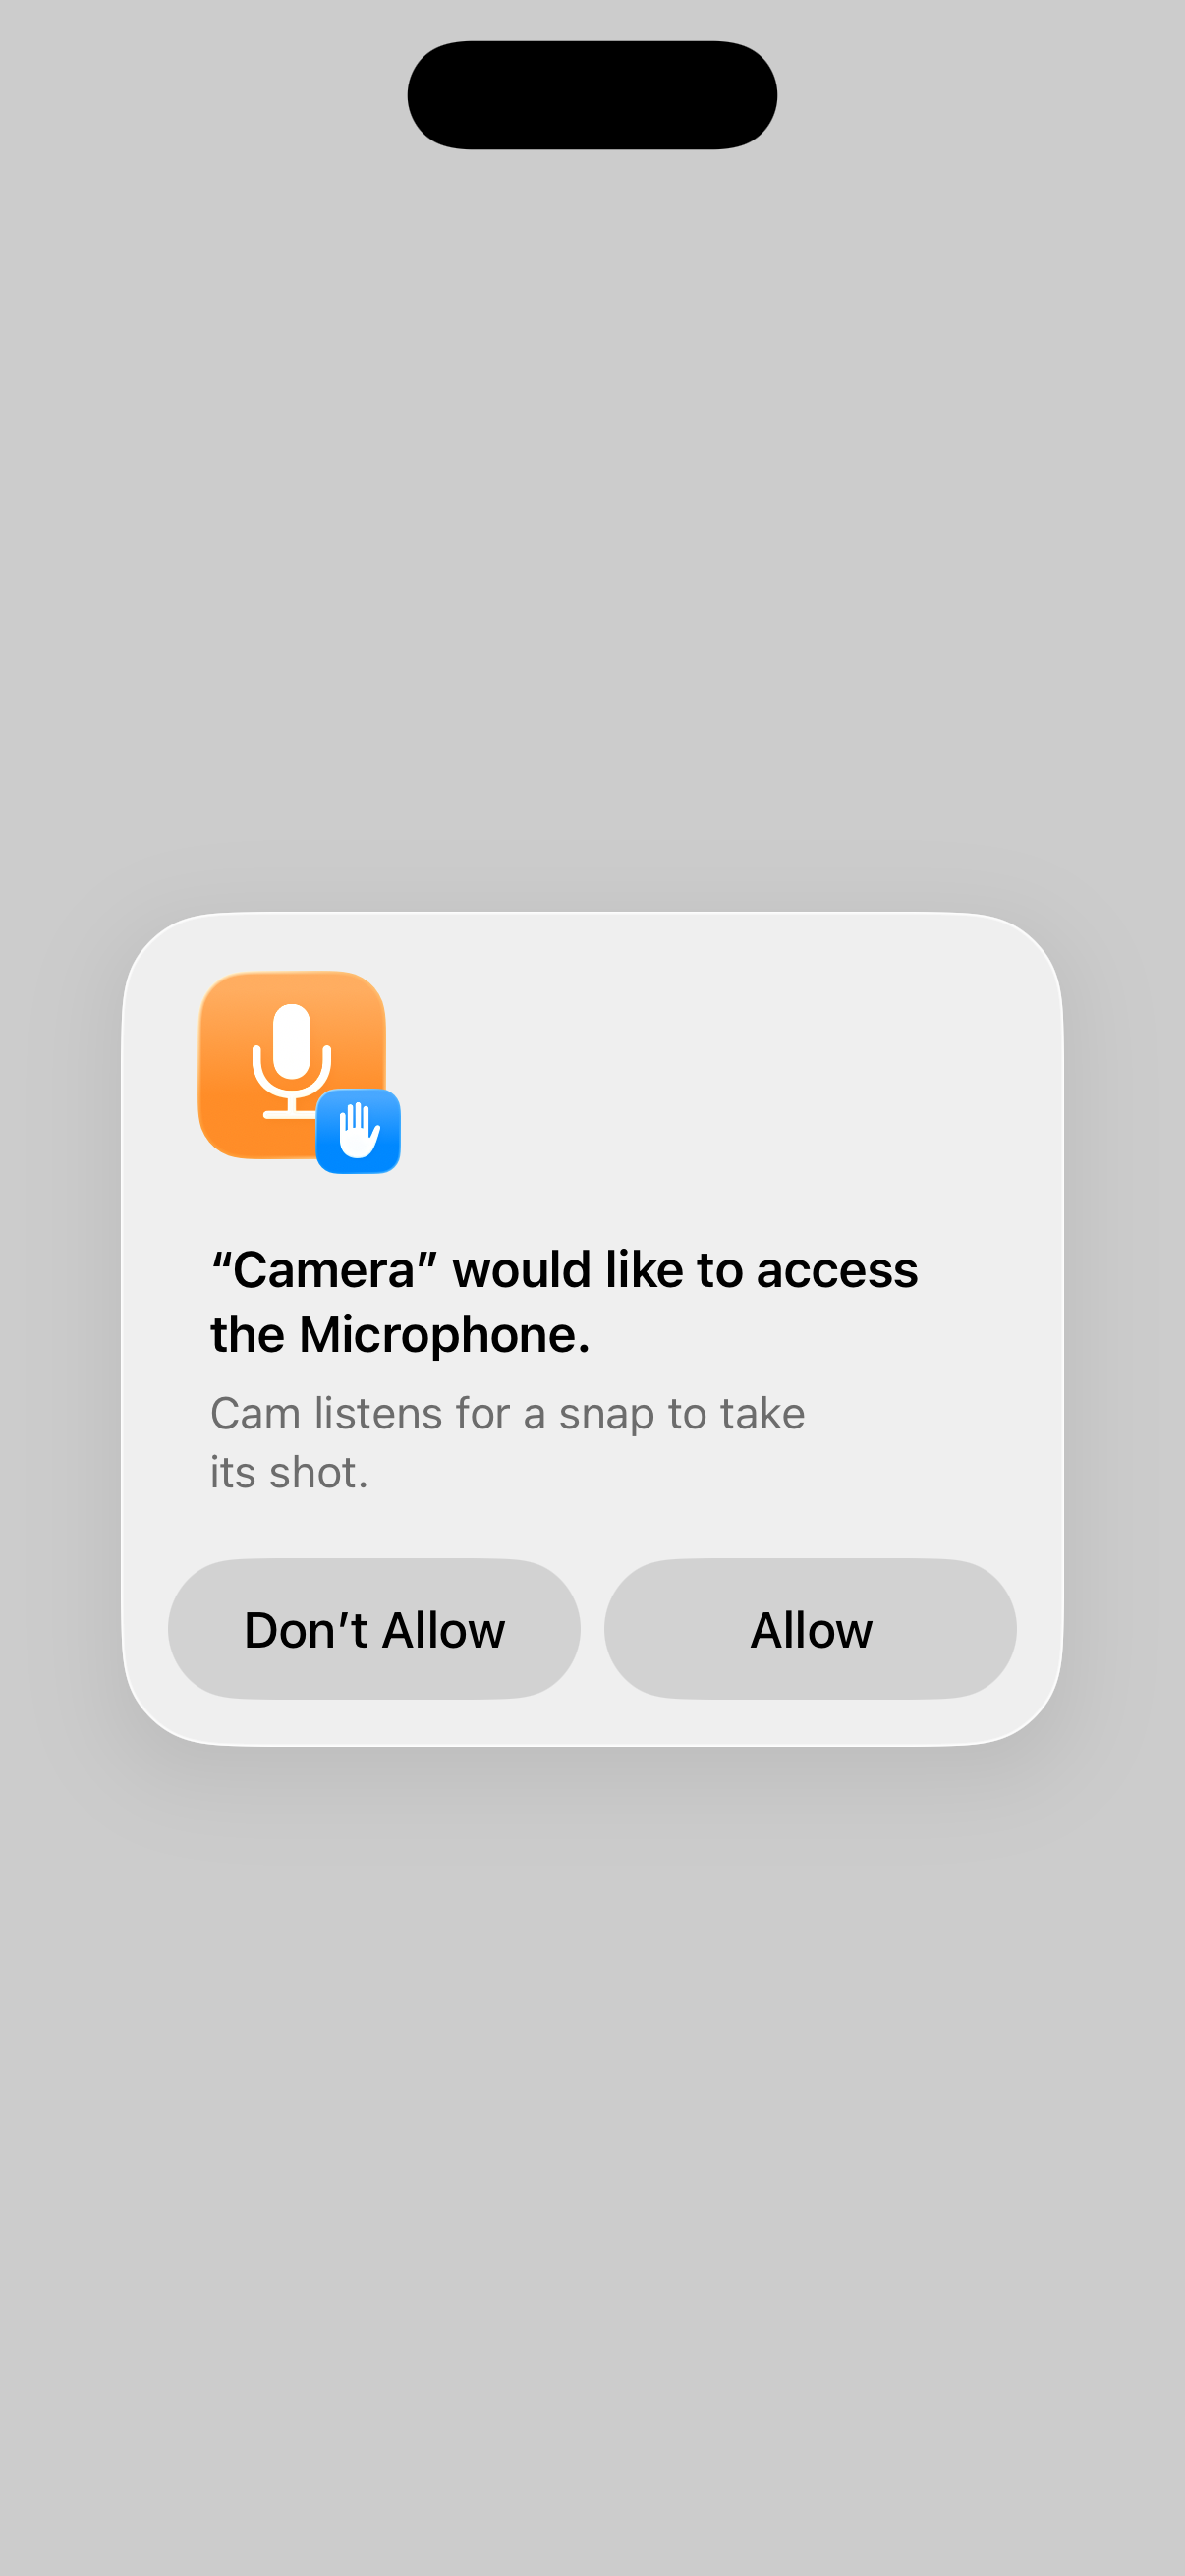 “Camera” would like to access
the Microphone.
Cam listens for a snap to take
its shot.
Don’t Allow
Allow